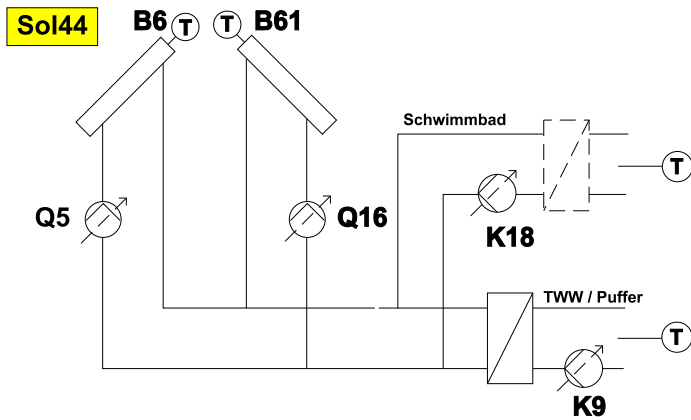 Sol44
B6 T T B61
Schwimmbad
T
Q5
Q16
K18
TWW / Puffer
T
K9